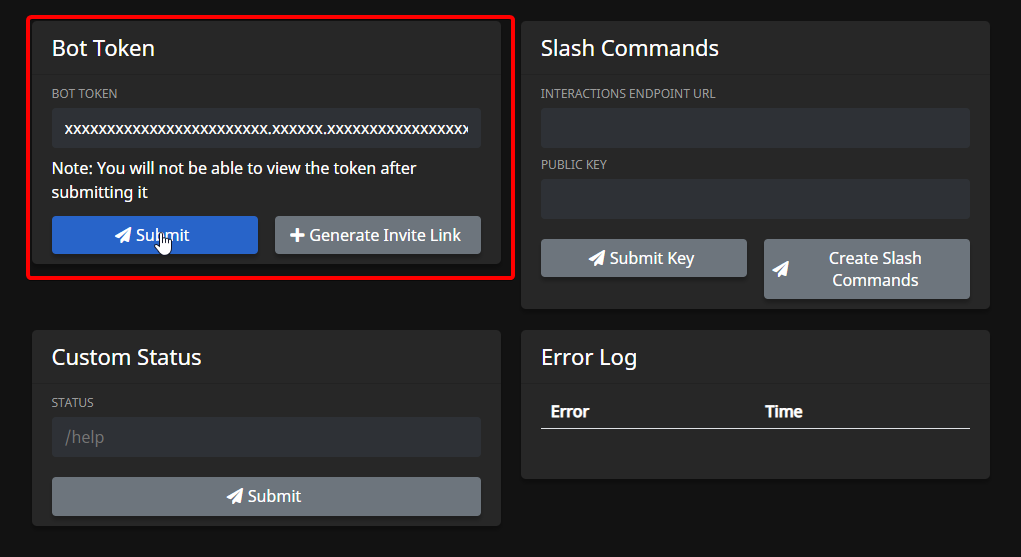 Bot Token
BOT TOKEN
xxxxxxxxxxxxxxxxxxxxxxxx.xxxxxx.xxxxxxxxxxxxxxxxx
Note: You will not be able to view the token after
submitting it
Submit
Generate Invite Link
Slash Commands
INTERACTIONS ENDPOINT URL
PUBLIC KEY
Submit Key
Create Slash
Commands
Custom Status
STATUS
/help
Submit
Error Log
Error Time